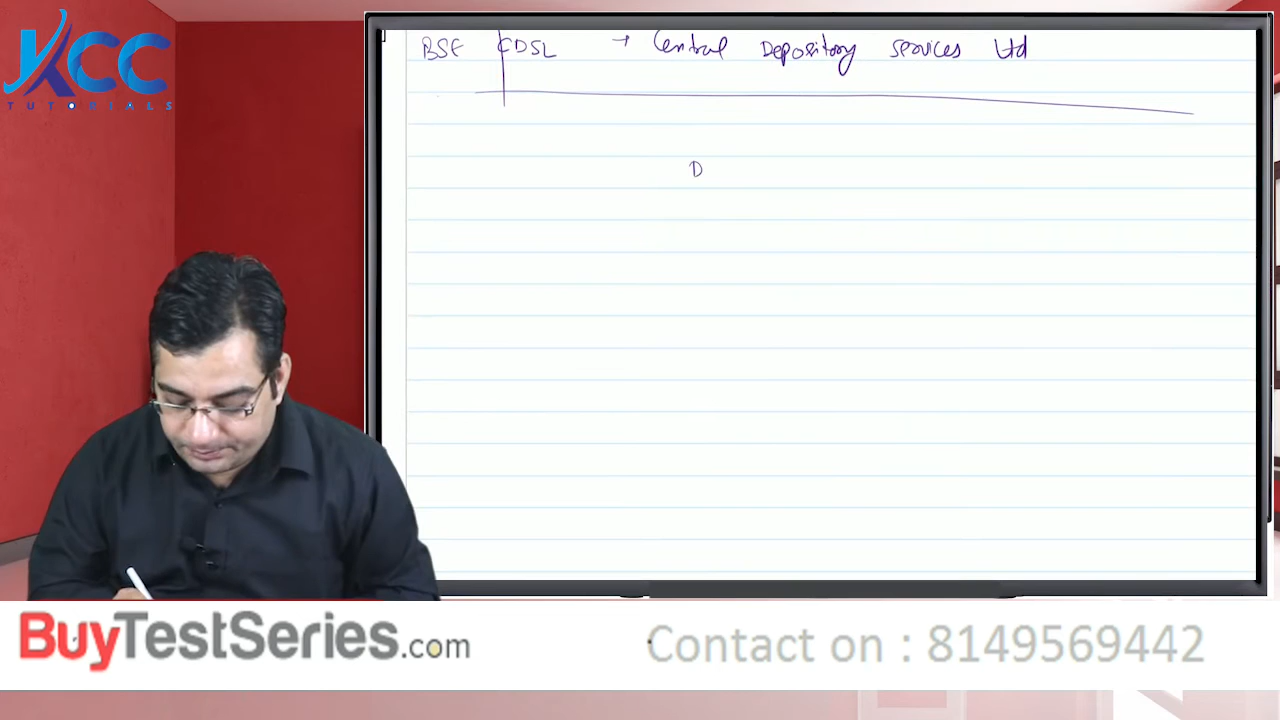 KCC
TUTORIALS
BSE CDSL → Central Depository Services Ltd
D
BuyTestSeries.com
Contact on : 8149569442